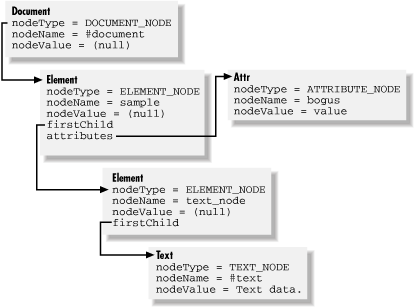 Document
nodeType = DOCUMENT_NODE
nodeName = #document
nodeValue = (null)
Element
nodeType = ELEMENT_NODE
nodeName = sample
nodeValue = (null)
firstChild
attributes
Attr
nodeType = ATTRIBUTE_NODE
nodeName = bogus
nodeValue = value
Element
nodeType = ELEMENT_NODE
nodeName = text_node
nodeValue = (null)
firstChild
Text
nodeType = TEXT_NODE
nodeName = #text
nodeValue = Text data.